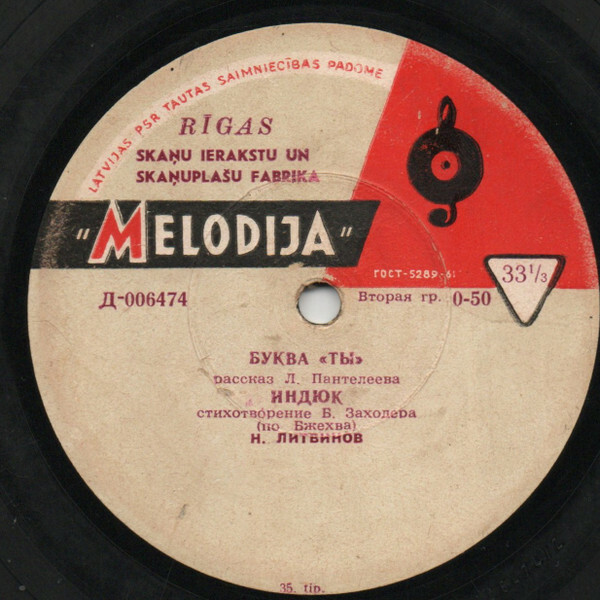 LATVIJAS PSR TAUTAS SAIMNIECĪBAS PADOME
RĪGAS
SKAŅU IERAKSTU UN
SKAŅUPLAŠU FABRIKA
"MELODIJA"
ГОСТ-5289-61
33⅓
Д-006474
Вторая гр. 0-50
БУКВА «ТЫ»
рассказ Л. Пантелеева
ИНДЮК
стихотворение Б. Заходера
(по Бжехва)
Н. ЛИТВИНОВ
35. tip.